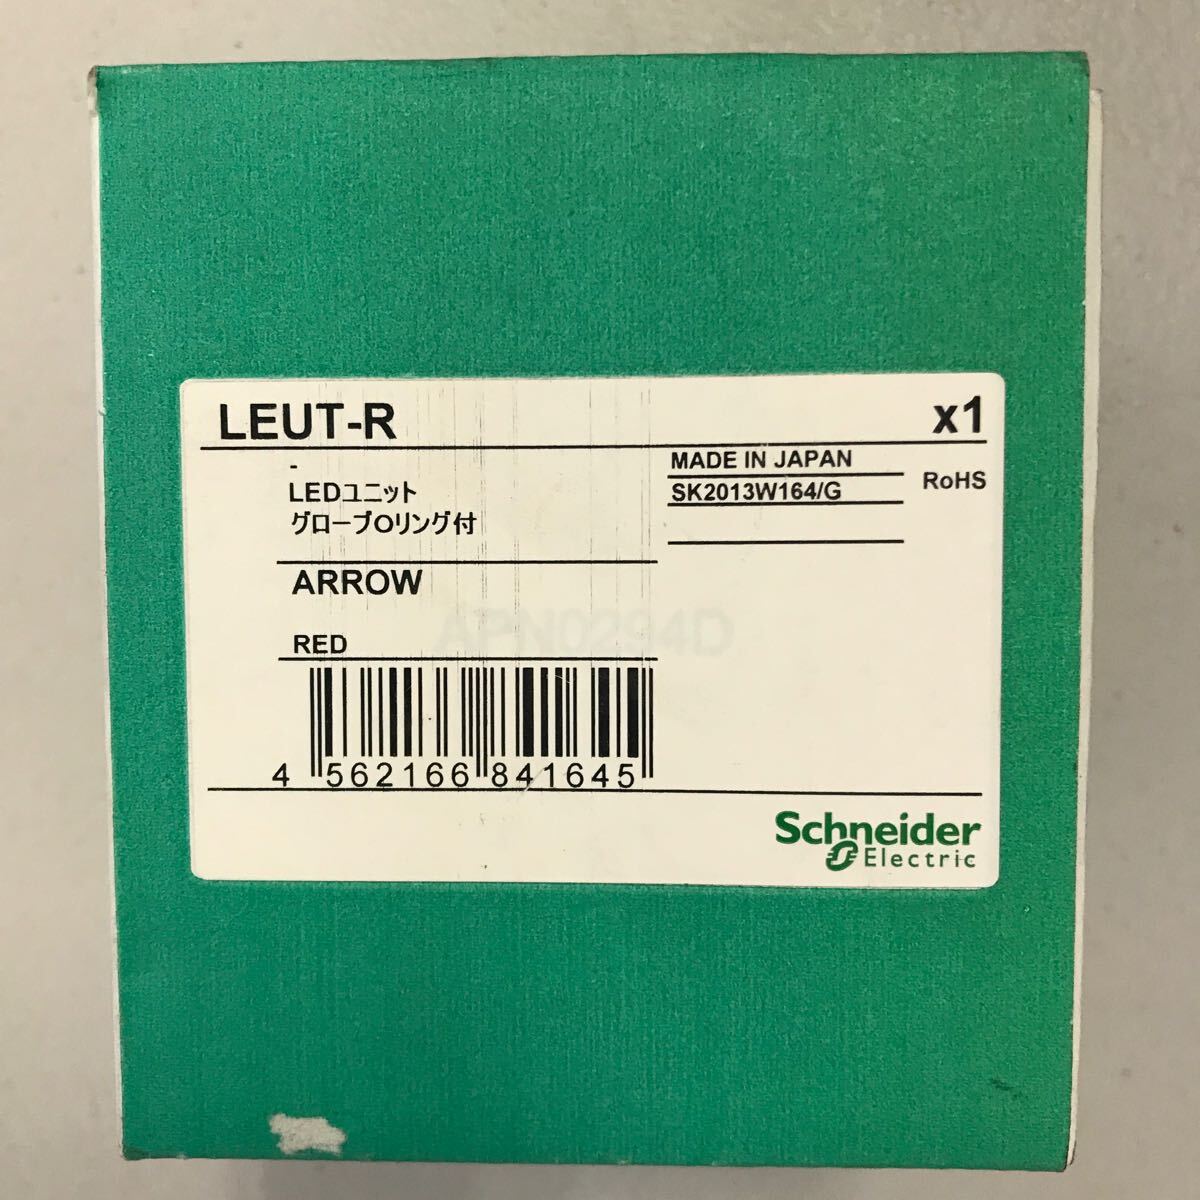 LEUT-R
x1
-
LEDユニット
グローブOリング付
MADE IN JAPAN
SK2013W164/G
RoHS
ARROW
RED
APN0294D
4 562166 841645
Schneider
Electric